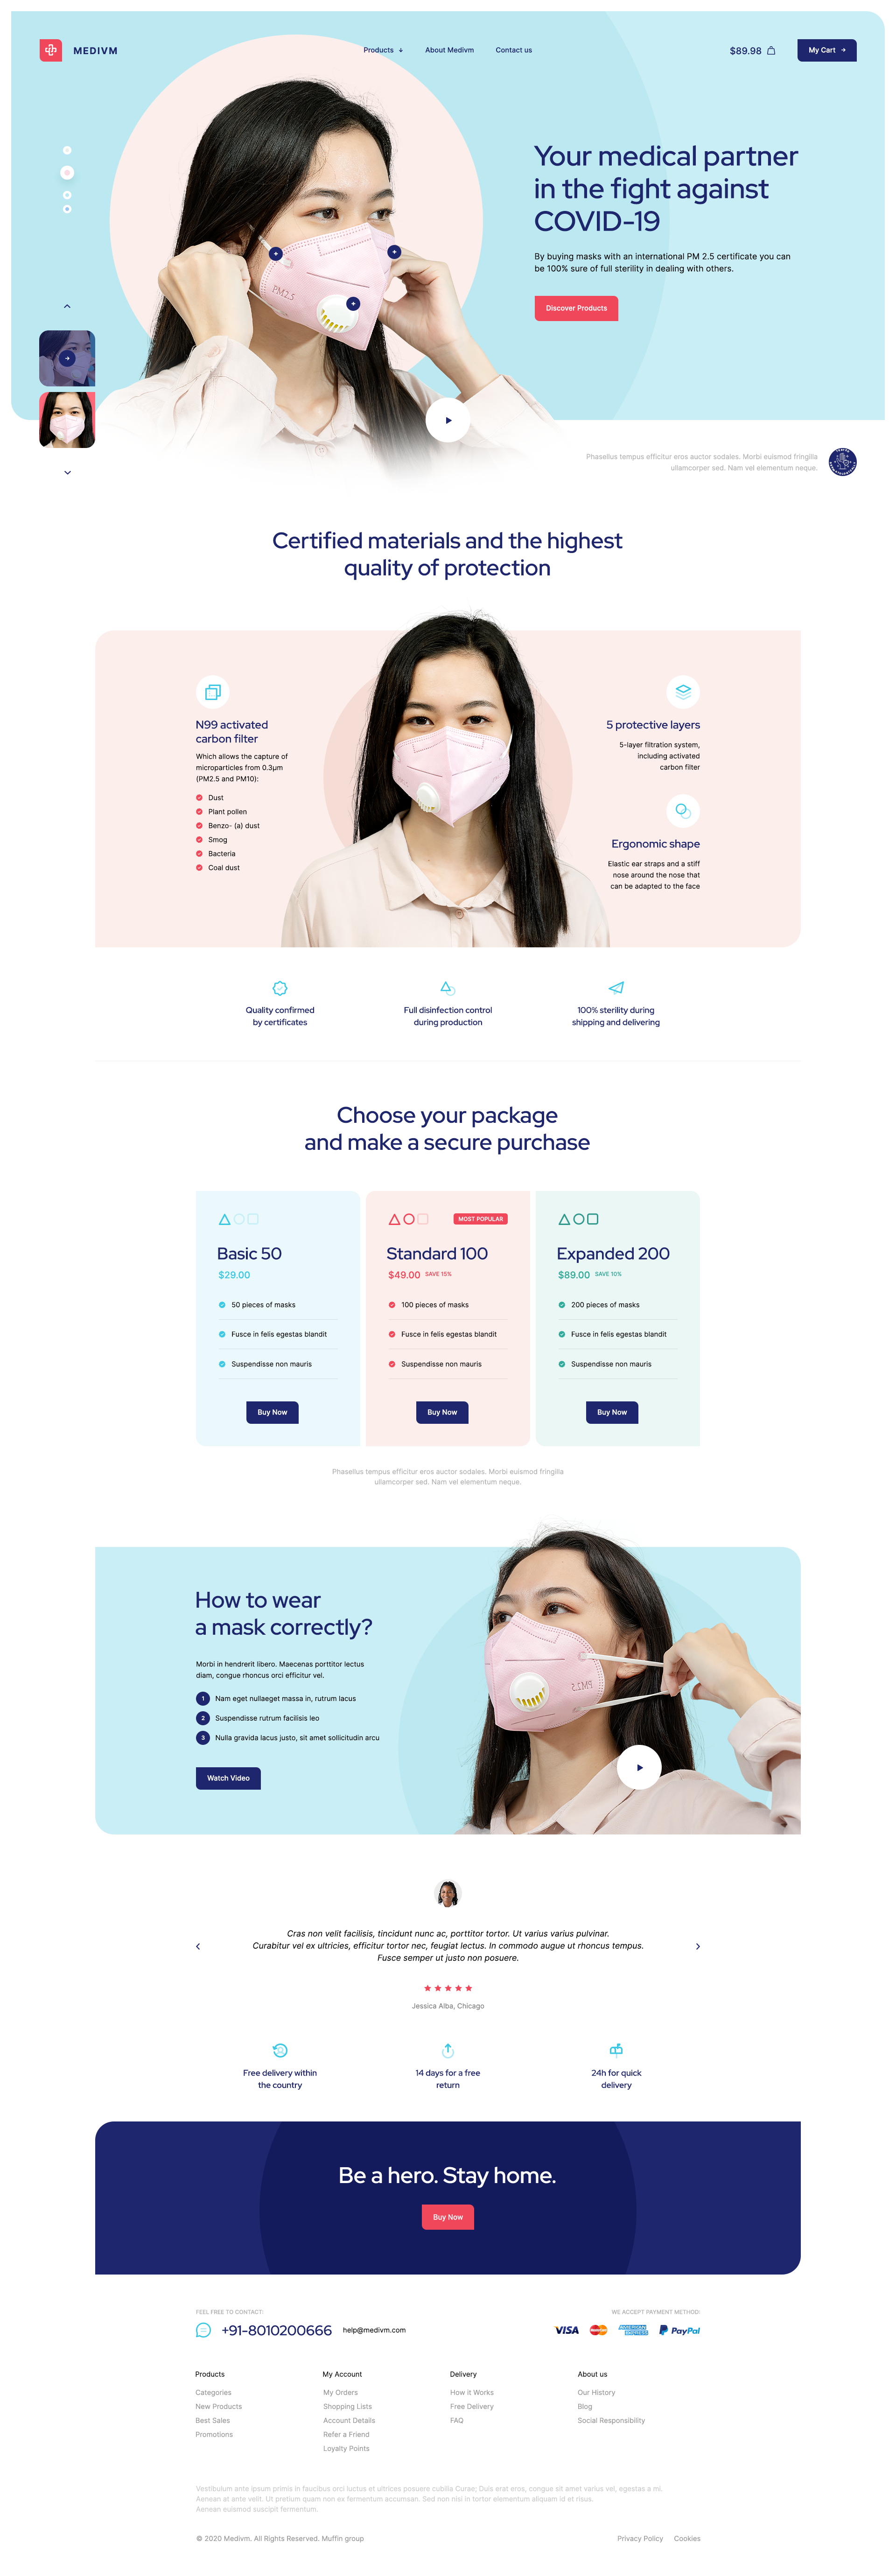 MEDIVM
Products
About Medivm
Contact us
$89.98
My Cart
Your medical partner
in the fight against
COVID-19
By buying masks with an international PM 2.5 certificate you can
be 100% sure of full sterility in dealing with others.
Discover Products
PM2.5
Phasellus tempus efficitur eros auctor sodales. Morbi euismod fringilla
ullamcorper sed. Nam vel elementum neque.
Certified materials and the highest
quality of protection
N99 activated
carbon filter
Which allows the capture of
microparticles from 0.3μm
(PM2.5 and PM10):
Dust
Plant pollen
Benzo- (a) dust
Smog
Bacteria
Coal dust
5 protective layers
5-layer filtration system,
including activated
carbon filter
Ergonomic shape
Elastic ear straps and a stiff
nose around the nose that
can be adapted to the face
Quality confirmed
by certificates
Full disinfection control
during production
100% sterility during
shipping and delivering
Choose your package
and make a secure purchase
Basic 50
$29.00
50 pieces of masks
Fusce in felis egestas blandit
Suspendisse non mauris
Buy Now
MOST POPULAR
Standard 100
$49.00 SAVE 15%
100 pieces of masks
Fusce in felis egestas blandit
Suspendisse non mauris
Buy Now
Expanded 200
$89.00 SAVE 10%
200 pieces of masks
Fusce in felis egestas blandit
Suspendisse non mauris
Buy Now
Phasellus tempus efficitur eros auctor sodales. Morbi euismod fringilla
ullamcorper sed. Nam vel elementum neque.
How to wear
a mask correctly?
Morbi in hendrerit libero. Maecenas porttitor lectus
diam, congue rhoncus orci efficitur vel.
1 Nam eget nullaeget massa in, rutrum lacus
2 Suspendisse rutrum facilisis leo
3 Nulla gravida lacus justo, sit amet sollicitudin arcu
Watch Video
PM2.5
Cras non velit facilisis, tincidunt nunc ac, porttitor tortor. Ut varius varius pulvinar.
Curabitur vel ex ultricies, efficitur tortor nec, feugiat lectus. In commodo augue ut rhoncus tempus.
Fusce semper ut justo non posuere.
Jessica Alba, Chicago
Free delivery within
the country
14 days for a free
return
24h for quick
delivery
Be a hero. Stay home.
Buy Now
FEEL FREE TO CONTACT:
+91-8010200666
help@medivm.com
WE ACCEPT PAYMENT METHOD:
VISA
MasterCard
AMERICAN EXPRESS
PayPal
Products
Categories
New Products
Best Sales
Promotions
My Account
My Orders
Shopping Lists
Account Details
Refer a Friend
Loyalty Points
Delivery
How it Works
Free Delivery
FAQ
About us
Our History
Blog
Social Responsibility
Vestibulum ante ipsum primis in faucibus orci luctus et ultrices posuere cubilia Curae; Duis erat eros, congue sit amet varius vel, egestas a mi.
Aenean at ante velit. Ut pretium quam non ex fermentum accumsan. Sed non nisi in tortor elementum aliquam id et risus.
Aenean euismod suscipit fermentum.
© 2020 Medivm. All Rights Reserved. Muffin group
Privacy Policy
Cookies